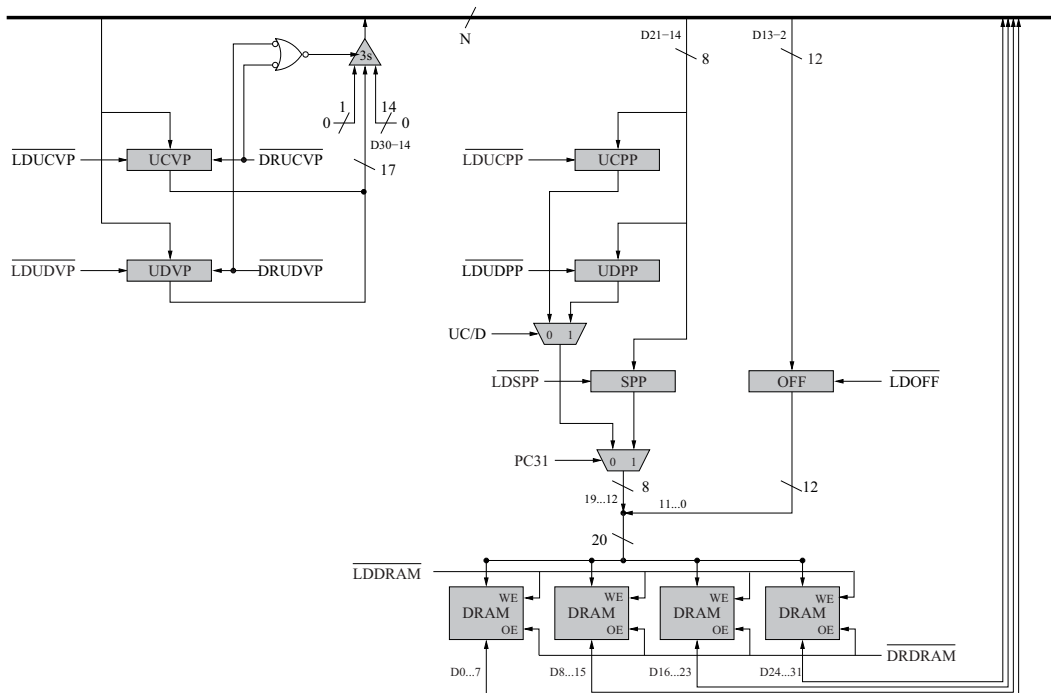 N
D21−14
8
D13−2
12
3s
1
0
14
0
D30−14
17
LDUCVP
UCVP
DRUCVP
LDUCPP
UCPP
LDUDVP
UDVP
DRUDVP
LDUDPP
UDPP
UC/D
0 1
LDSPP
SPP
OFF
LDOFF
PC31
0 1
8
12
19...12
11...0
20
LDDRAM
WE WE WE WE
DRAM DRAM DRAM DRAM
OE OE OE OE
DRDRAM
D0...7 D8...15 D16...23 D24...31